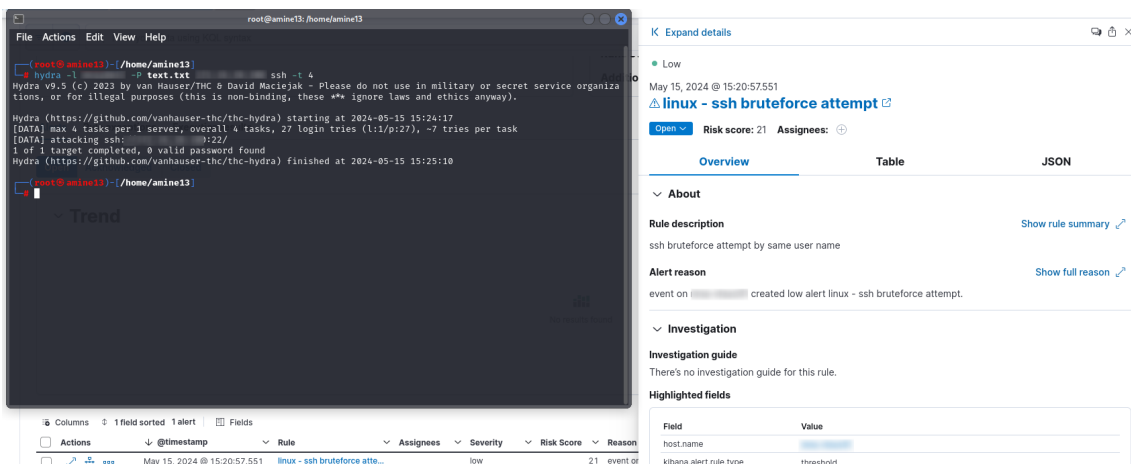 root@amine13: /home/amine13
File Actions Edit View Help
(root㉿amine13)-[/home/amine13]
# hydra -l -P text.txt ssh -t 4
Hydra v9.5 (c) 2023 by van Hauser/THC & David Maciejak - Please do not use in military or secret service organiza
tions, or for illegal purposes (this is non-binding, these *** ignore laws and ethics anyway).
Hydra (https://github.com/vanhauser-thc/thc-hydra) starting at 2024-05-15 15:24:17
[DATA] max 4 tasks per 1 server, overall 4 tasks, 27 login tries (l:1/p:27), ~7 tries per task
[DATA] attacking ssh: :22/
1 of 1 target completed, 0 valid password found
Hydra (https://github.com/vanhauser-thc/thc-hydra) finished at 2024-05-15 15:25:10
(root㉿amine13)-[/home/amine13]
#
Trend
Columns 1 field sorted 1 alert Fields
Actions @timestamp Rule Assignees Severity Risk Score Reason
May 15, 2024 @ 15:20:57.551 linux - ssh bruteforce atte... low 21 event or
Expand details
Low
May 15, 2024 @ 15:20:57.551
linux - ssh bruteforce attempt
Open Risk score: 21 Assignees:
Overview Table JSON
About
Rule description Show rule summary
ssh bruteforce attempt by same user name
Alert reason Show full reason
event on created low alert linux - ssh bruteforce attempt.
Investigation
Investigation guide
There's no investigation guide for this rule.
Highlighted fields
Field Value
host.name
kibana.alert.rule.type threshold